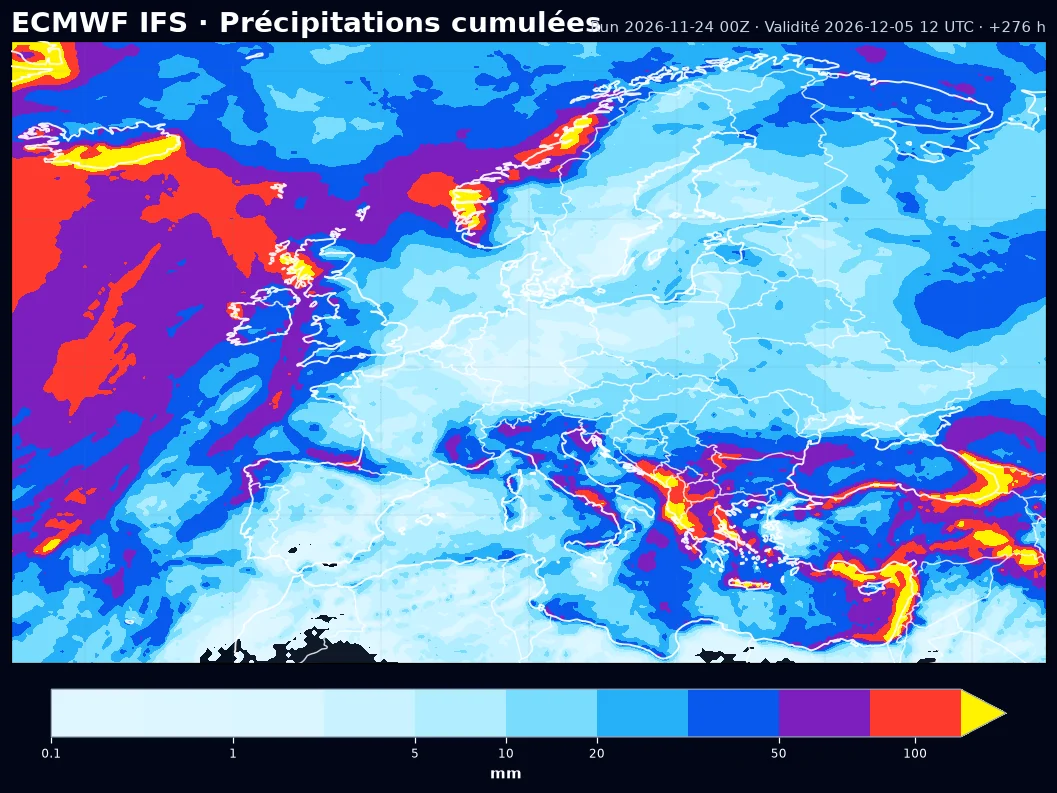 ECMWF IFS · Précipitations cumulées
Run 2026-11-24 00Z · Validité 2026-12-05 12 UTC · +276 h
0.1 1 5 10 20 50 100
mm